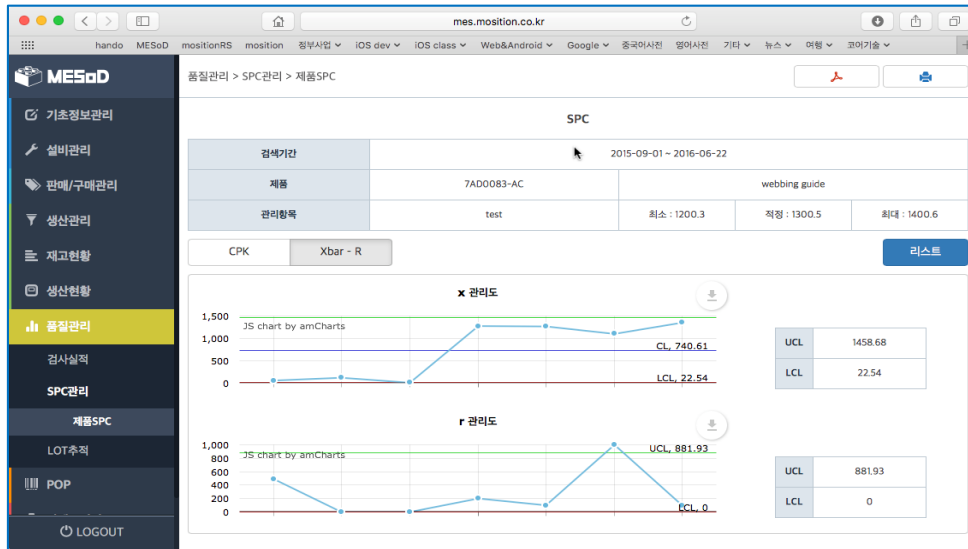 mes.mosition.co.kr
hando MESoD mositionRS mosition 정부사업 iOS dev iOS class Web&Android Google 중국어사전 영어사전 기타 뉴스 여행 코어기술
MESoD
품질관리 > SPC관리 > 제품SPC
기초정보관리
설비관리
판매/구매관리
생산관리
재고현황
생산현황
품질관리
검사실적
SPC관리
제품SPC
LOT추적
POP
LOGOUT
SPC
검색기간 2015-09-01 ~ 2016-06-22
제품 7AD0083-AC webbing guide
관리항목 test 최소 : 1200.3 적정 : 1300.5 최대 : 1400.6
CPK Xbar - R 리스트
x 관리도
1,500
JS chart by amCharts
1,000
CL, 740.61
500
LCL, 22.54
0
UCL 1458.68
LCL 22.54
r 관리도
1,000
UCL, 881.93
JS chart by amCharts
800
600
400
200
LCL, 0
0
UCL 881.93
LCL 0